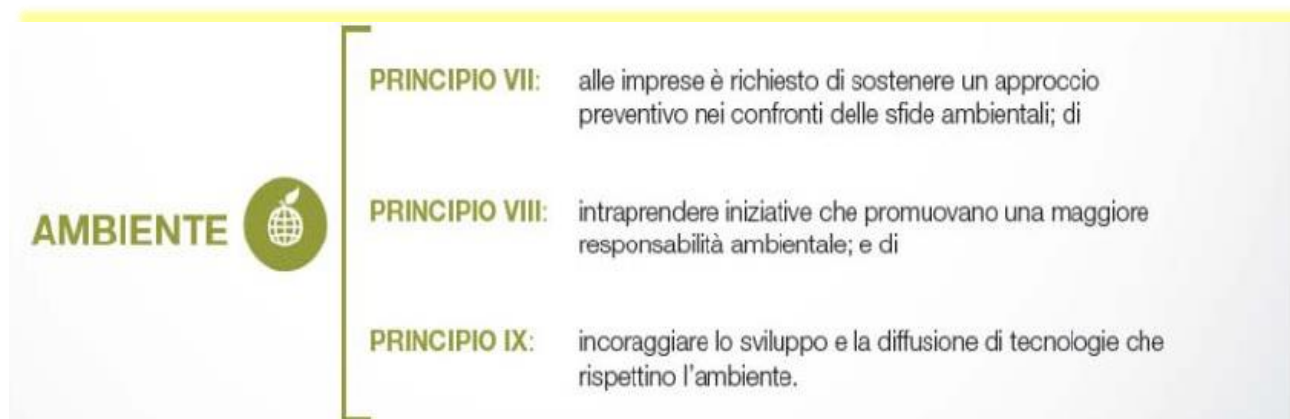 PRINCIPIO VII: alle imprese è richiesto di sostenere un approccio
preventivo nei confronti delle sfide ambientali; di
AMBIENTE
PRINCIPIO VIII: intraprendere iniziative che promuovano una maggiore
responsabilità ambientale; e di
PRINCIPIO IX: incoraggiare lo sviluppo e la diffusione di tecnologie che
rispettino l'ambiente.